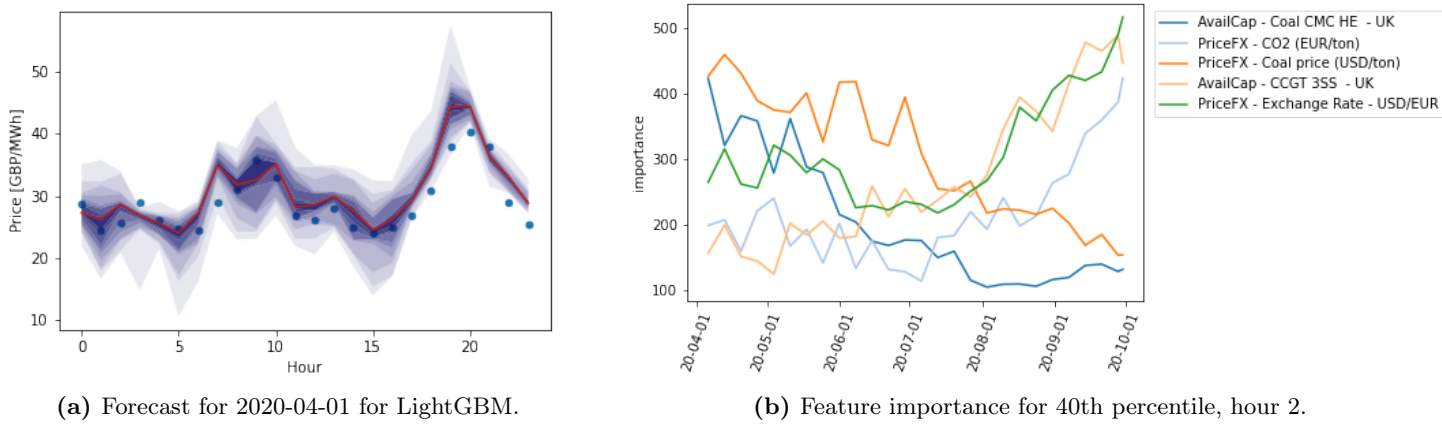 50
40
30
20
10
Price [GBP/MWh]
0
5
10
15
20
Hour
(a) Forecast for 2020-04-01 for LightGBM.
500
400
300
200
100
importance
20-04-01
20-05-01
20-06-01
20-07-01
20-08-01
20-09-01
20-10-01
AvailCap - Coal CMC HE - UK
PriceFX - CO2 (EUR/ton)
PriceFX - Coal price (USD/ton)
AvailCap - CCGT 3SS - UK
PriceFX - Exchange Rate - USD/EUR
(b) Feature importance for 40th percentile, hour 2.